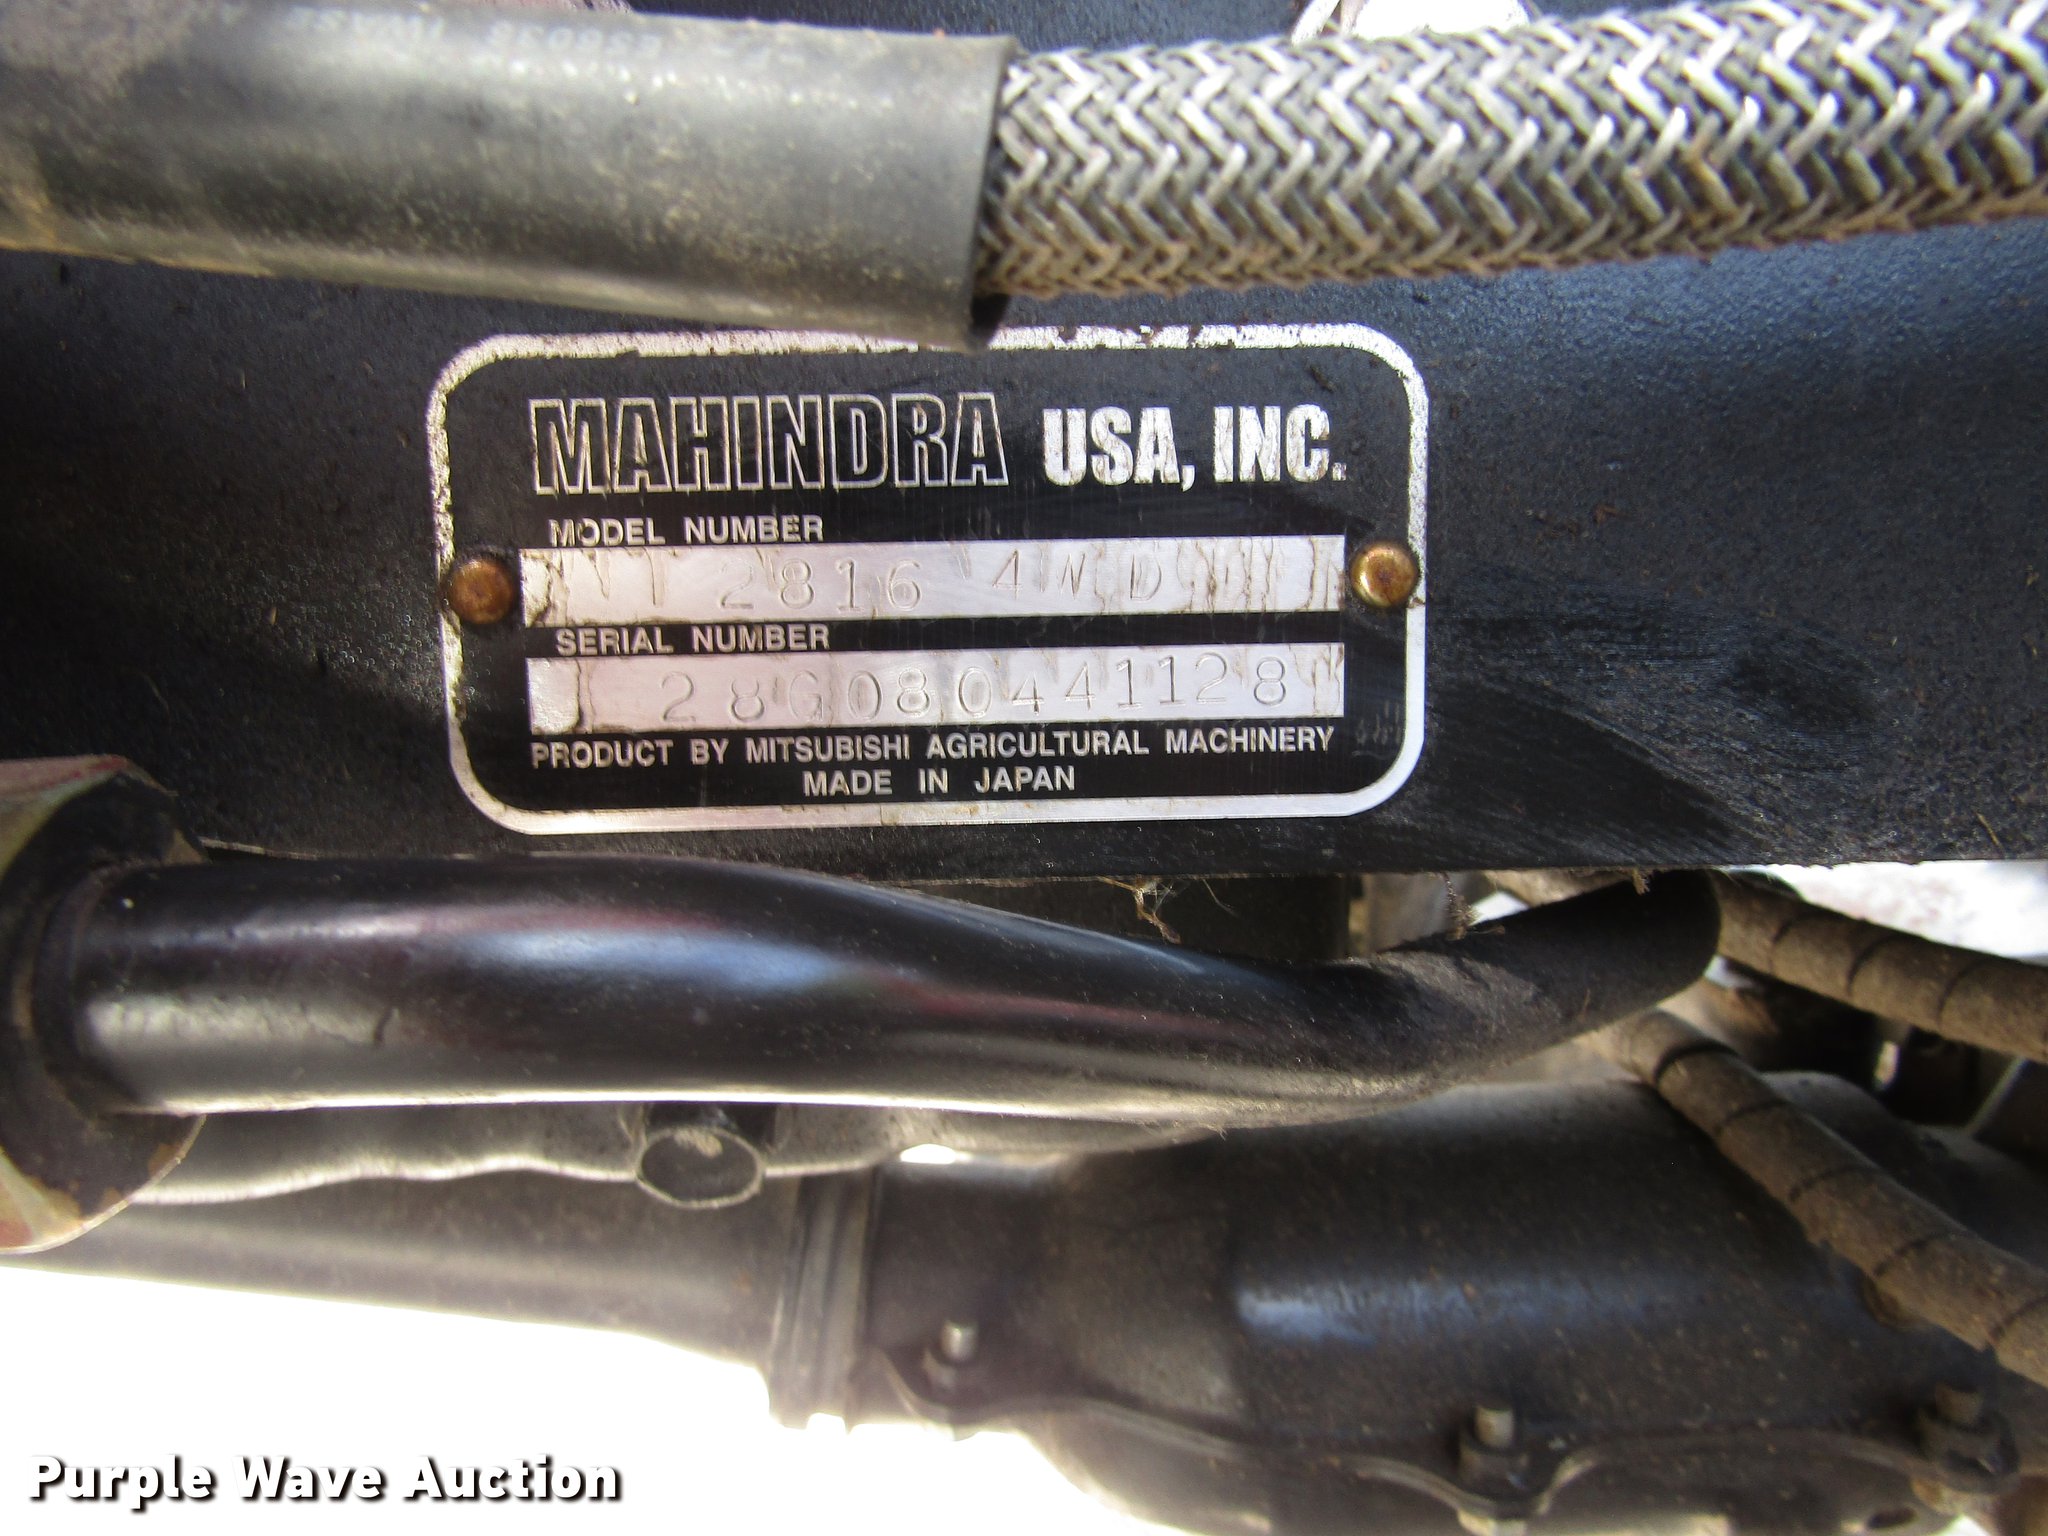 MAHINDRA USA, INC.
MODEL NUMBER
2816 4WD
SERIAL NUMBER
28G080441128
PRODUCT BY MITSUBISHI AGRICULTURAL MACHINERY
MADE IN JAPAN
Purple Wave Auction